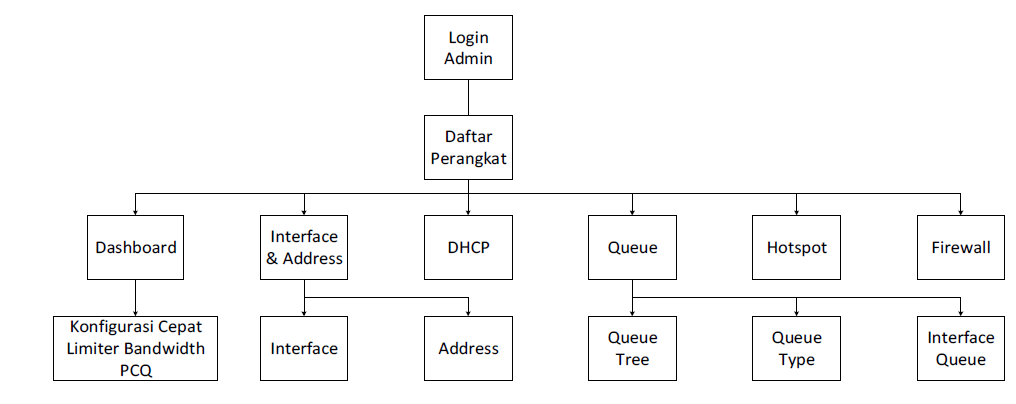 Login
Admin
Daftar
Perangkat
Dashboard
Interface
& Address
DHCP
Queue
Hotspot
Firewall
Konfigurasi Cepat
Limiter Bandwidth
PCQ
Interface
Address
Queue
Tree
Queue
Type
Interface
Queue